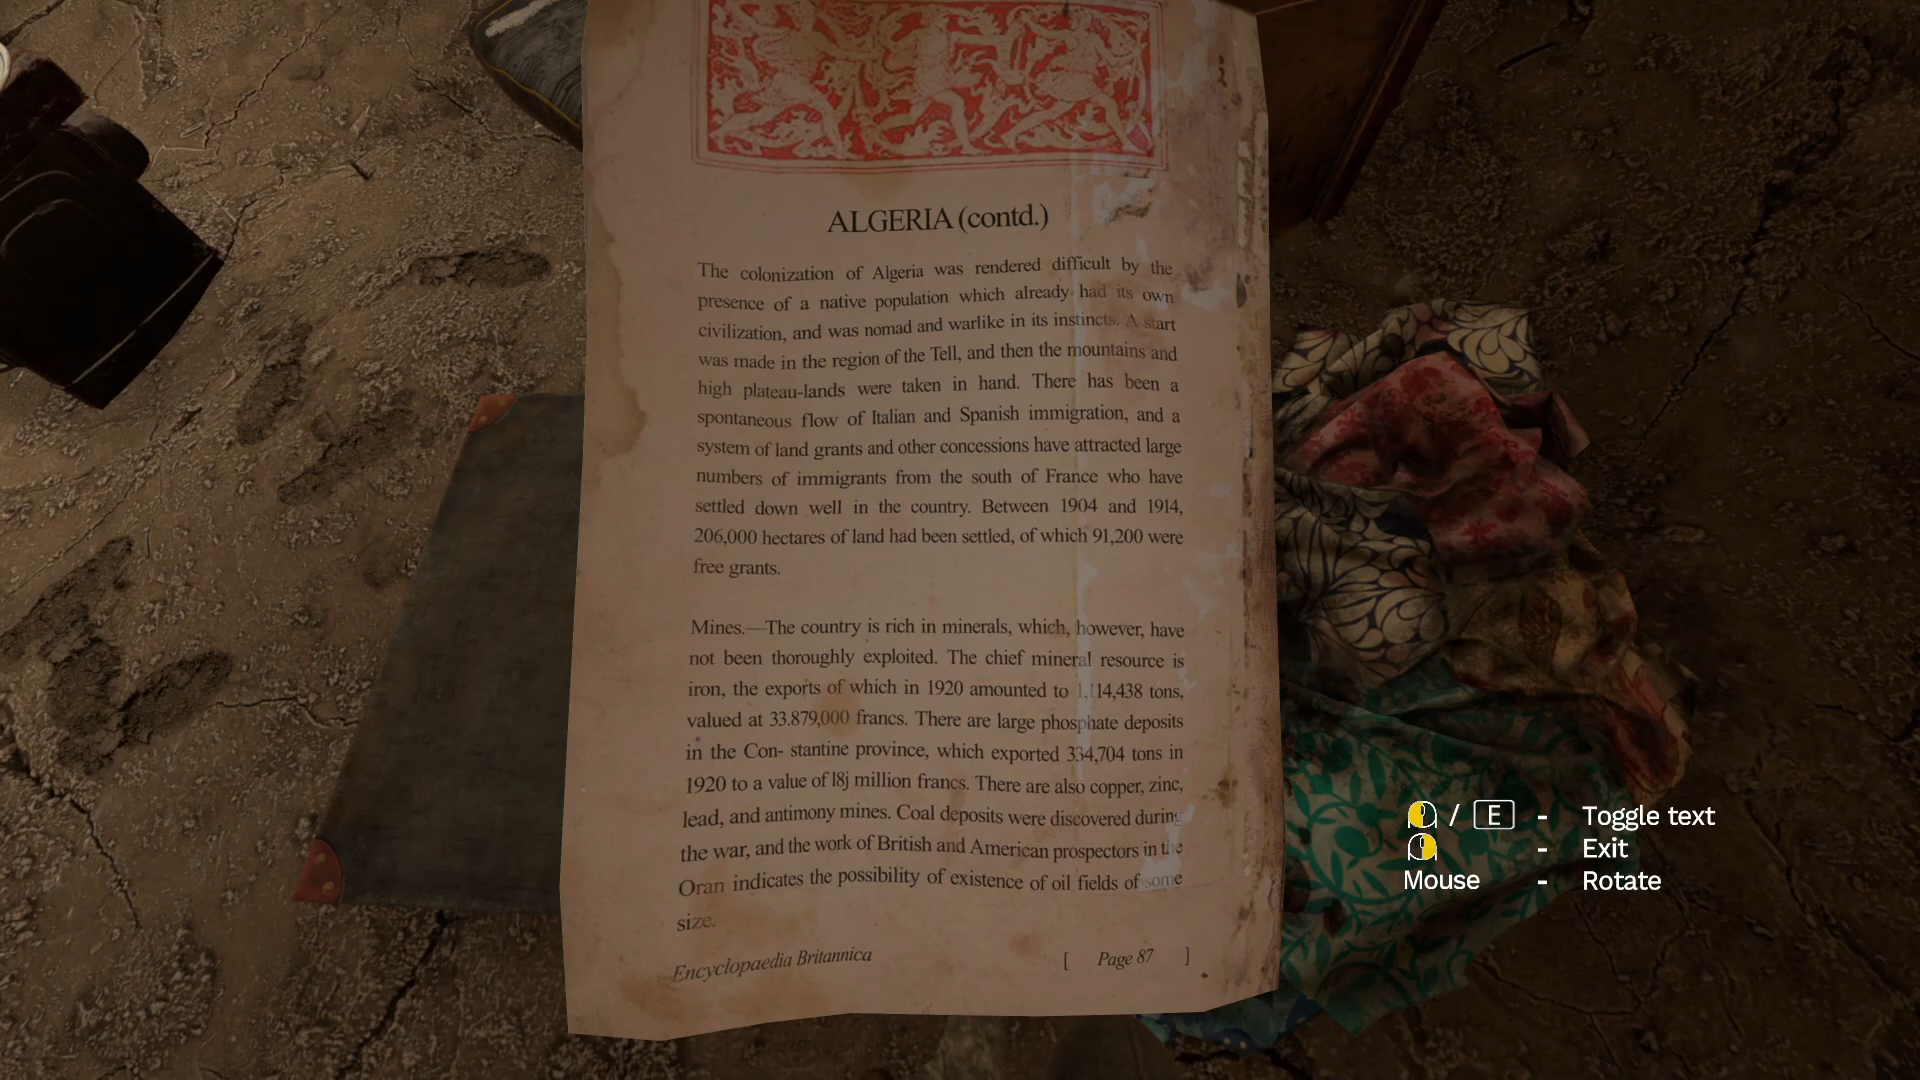 ALGERIA (contd.)
The colonization of Algeria was rendered difficult by the
presence of a native population which already had its own
civilization, and was nomad and warlike in its instincts. A start
was made in the region of the Tell, and then the mountains and
high plateau-lands were taken in hand. There has been a
spontaneous flow of Italian and Spanish immigration, and a
system of land grants and other concessions have attracted large
numbers of immigrants from the south of France who have
settled down well in the country. Between 1904 and 1914,
206,000 hectares of land had been settled, of which 91,200 were
free grants.
Mines.—The country is rich in minerals, which, however, have
not been thoroughly exploited. The chief mineral resource is
iron, the exports of which in 1920 amounted to 1,114,438 tons,
valued at 33.879,000 francs. There are large phosphate deposits
in the Con- stantine province, which exported 334,704 tons in
1920 to a value of l8j million francs. There are also copper, zinc,
lead, and antimony mines. Coal deposits were discovered during
the war, and the work of British and American prospectors in the
Oran indicates the possibility of existence of oil fields of some
size.
Encyclopaedia Britannica [ Page 87 ]
/ E - Toggle text
- Exit
Mouse - Rotate